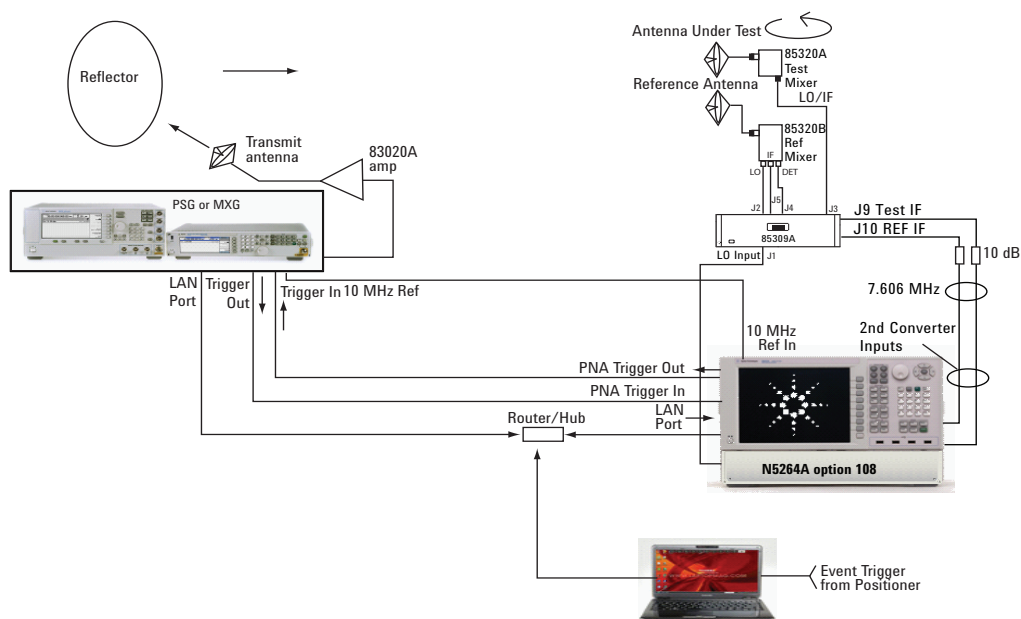 Antenna Under Test
85320A
Test
Mixer
LO/IF
Reference Antenna
85320B
Ref
Mixer
IF
LO
DET
J2
J5
J4
J3
85309A
LO Input
J1
J9 Test IF
J10 REF IF
10 dB
7.606 MHz
2nd Converter
Inputs
Reflector
Transmit
antenna
83020A
amp
PSG or MXG
LAN
Port
Trigger
Out
Trigger In
10 MHz Ref
10 MHz
Ref In
PNA Trigger Out
PNA Trigger In
LAN
Port
Router/Hub
N5264A option 108
Event Trigger
from Positioner